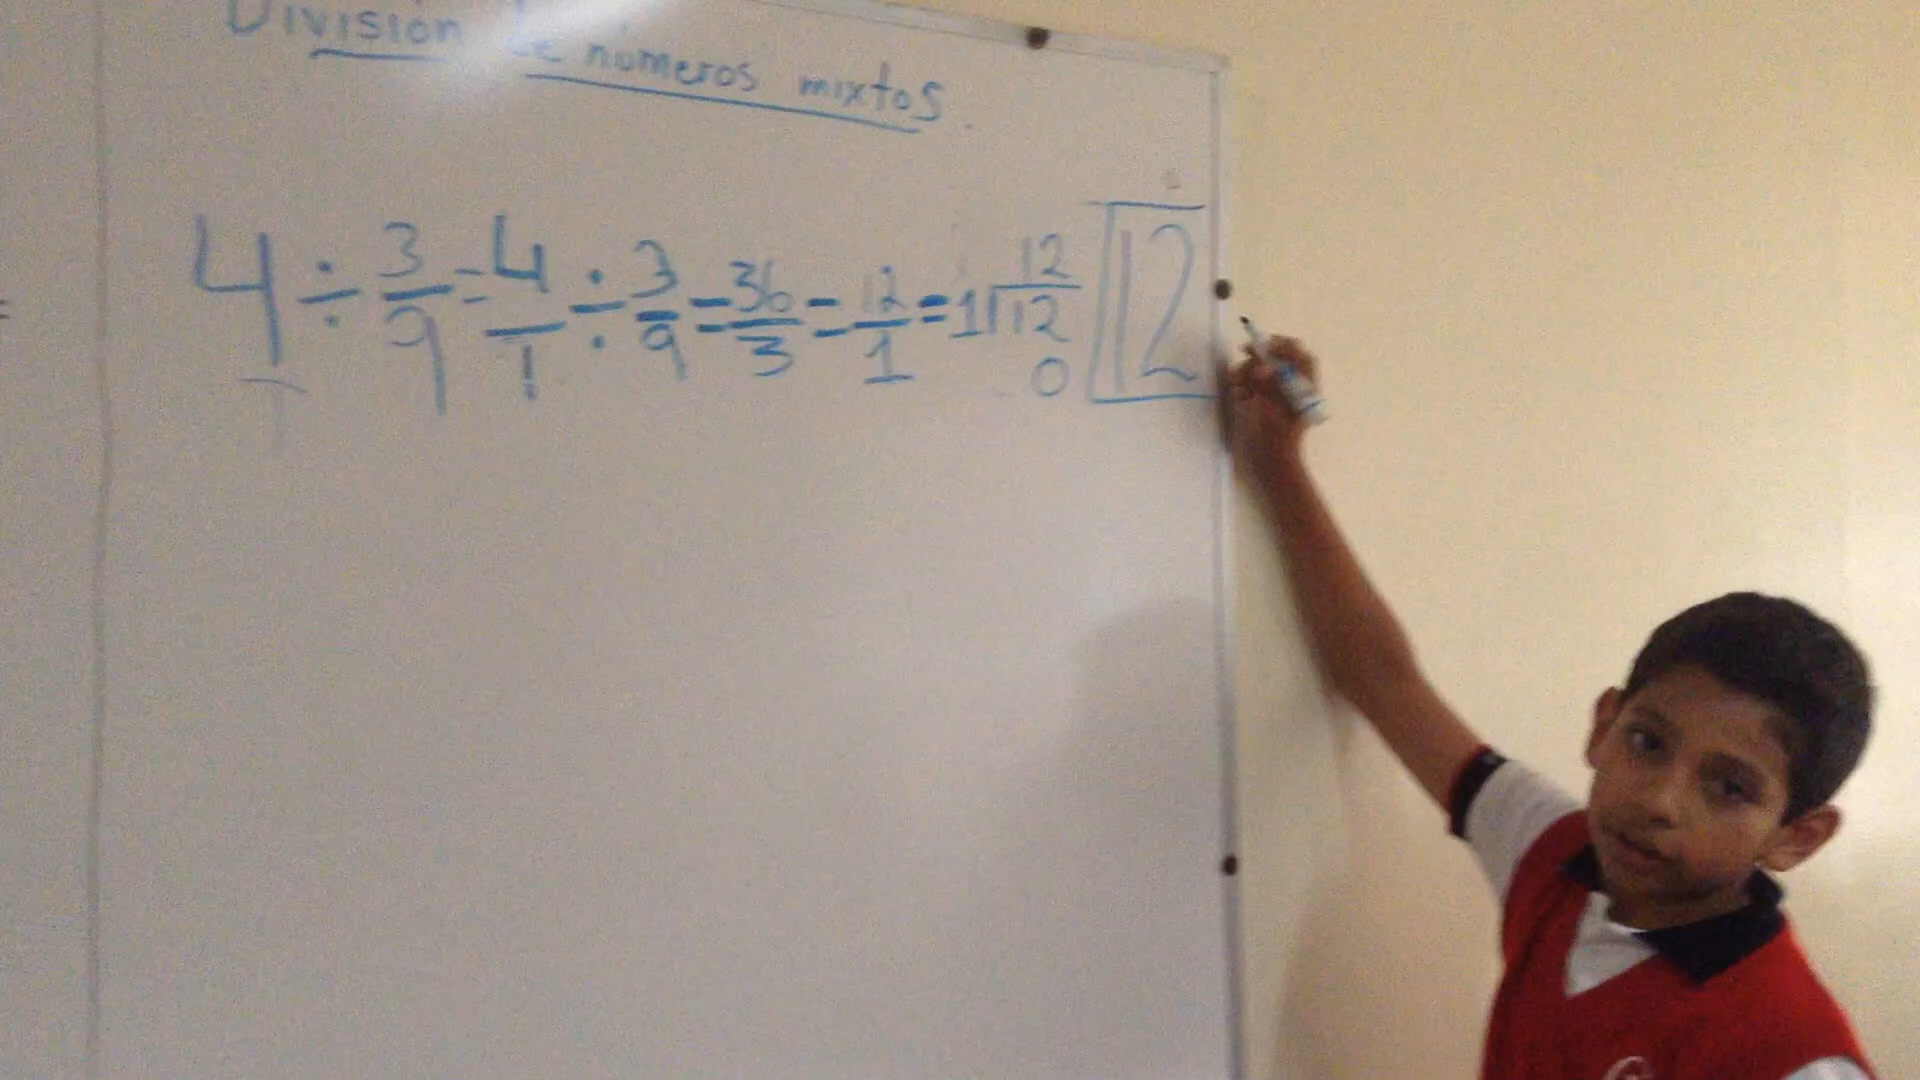 División de números mixtos.
4 ÷ 3/9 = 4/1 ÷ 3/9 = 36/3 = 12/1 = 1⟌12 12 0 12